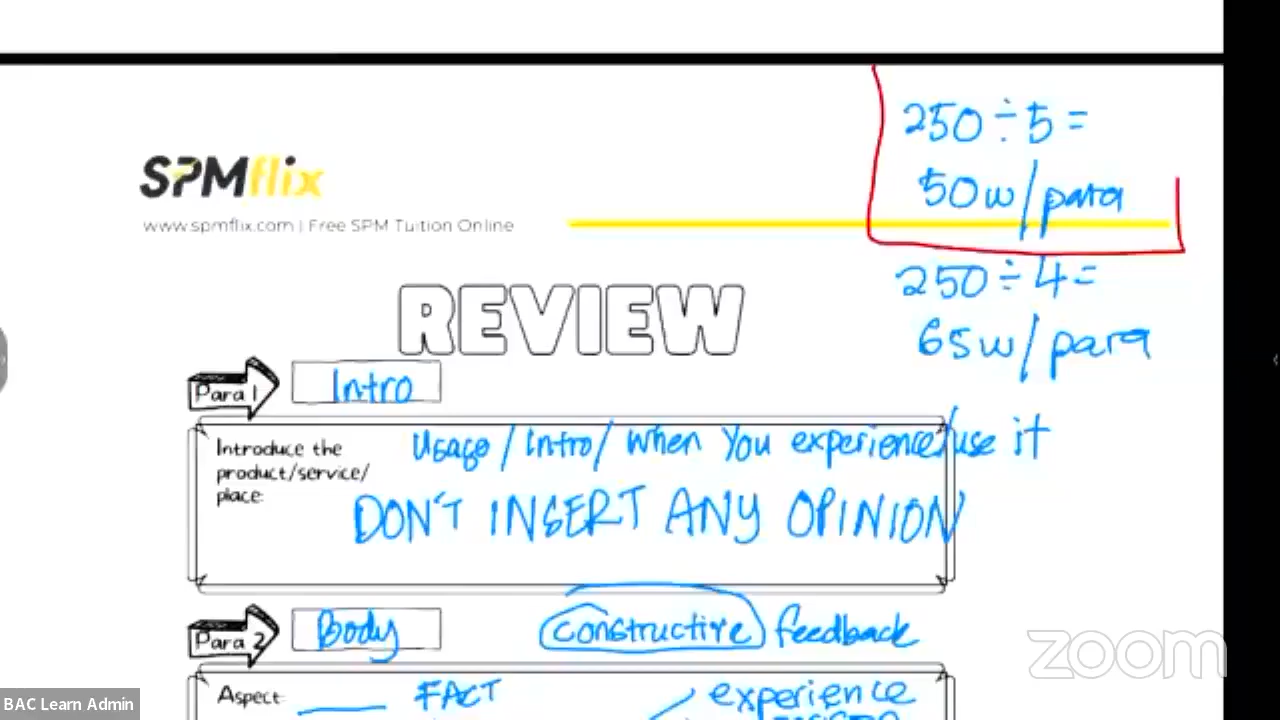 250 ÷ 5 =
50w/para
SPMflix
www.spmflix.com | Free SPM Tuition Online
250 ÷ 4 =
65w/para
REVIEW
Para 1
Intro
Introduce the
product/service/
place:
Usage / Intro / When You experience/use it
DON'T INSERT ANY OPINION
Para 2
Body
constructive feedback
Aspect:
FACT
experience
zoom
BAC Learn Admin